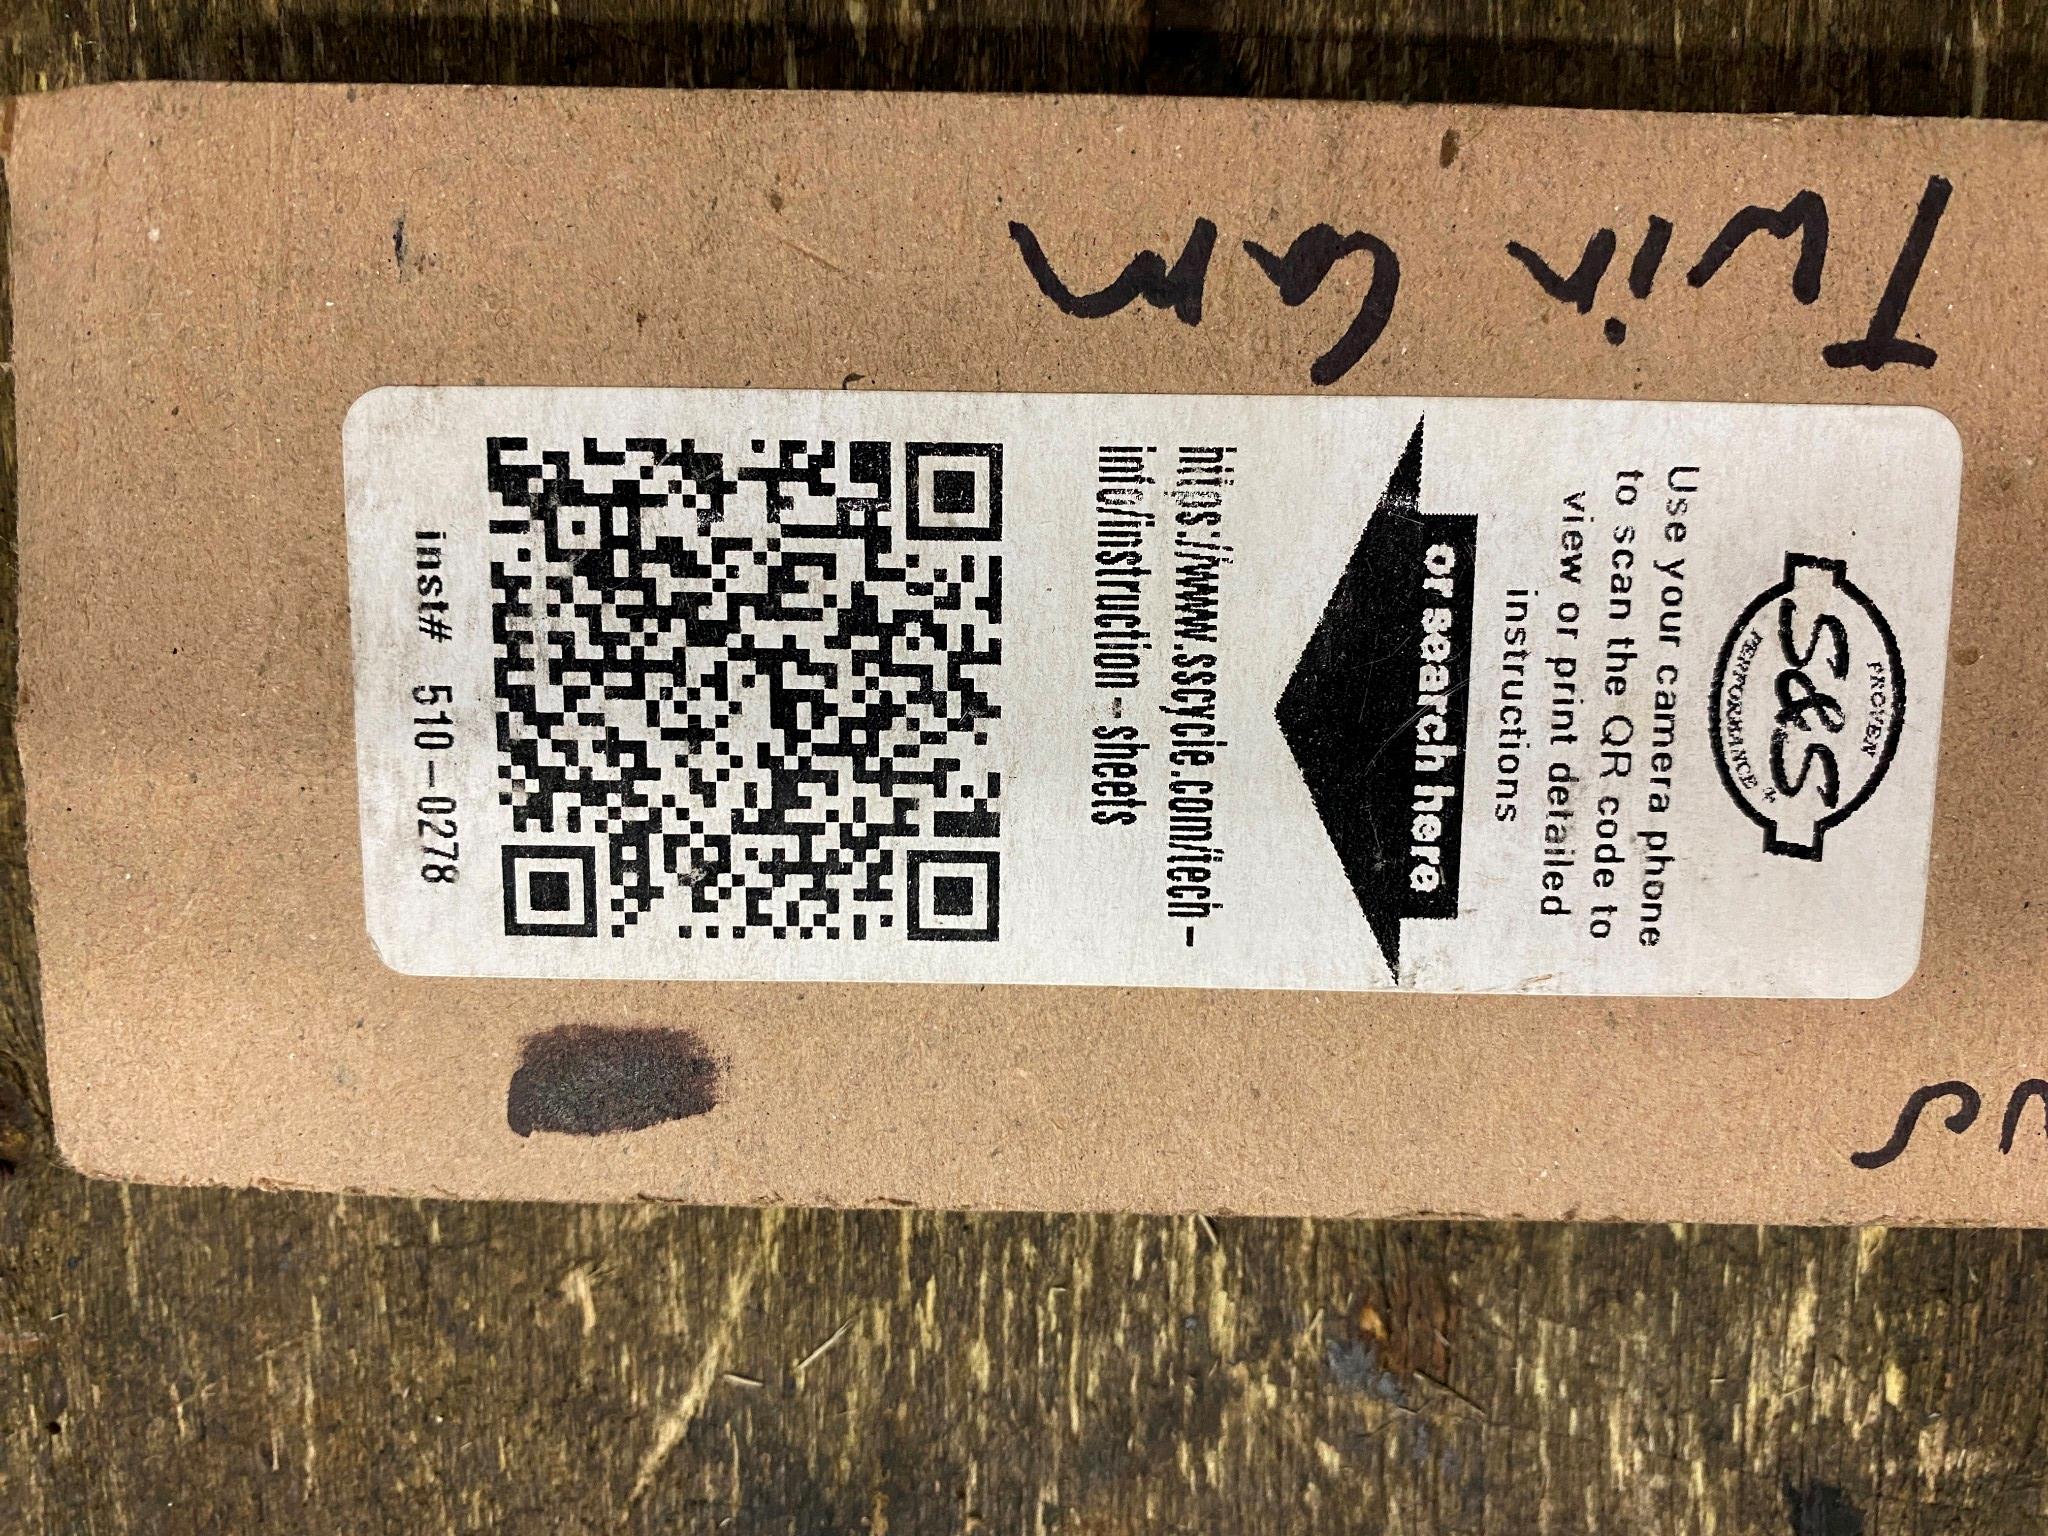 Twin Cam
PROVEN
S&S
PERFORMANCE
Use your camera phone
to scan the QR code to
view or print detailed
instructions
or search here
https://www.sscycle.com/tech-
info/instruction-sheets
inst# 510-0278